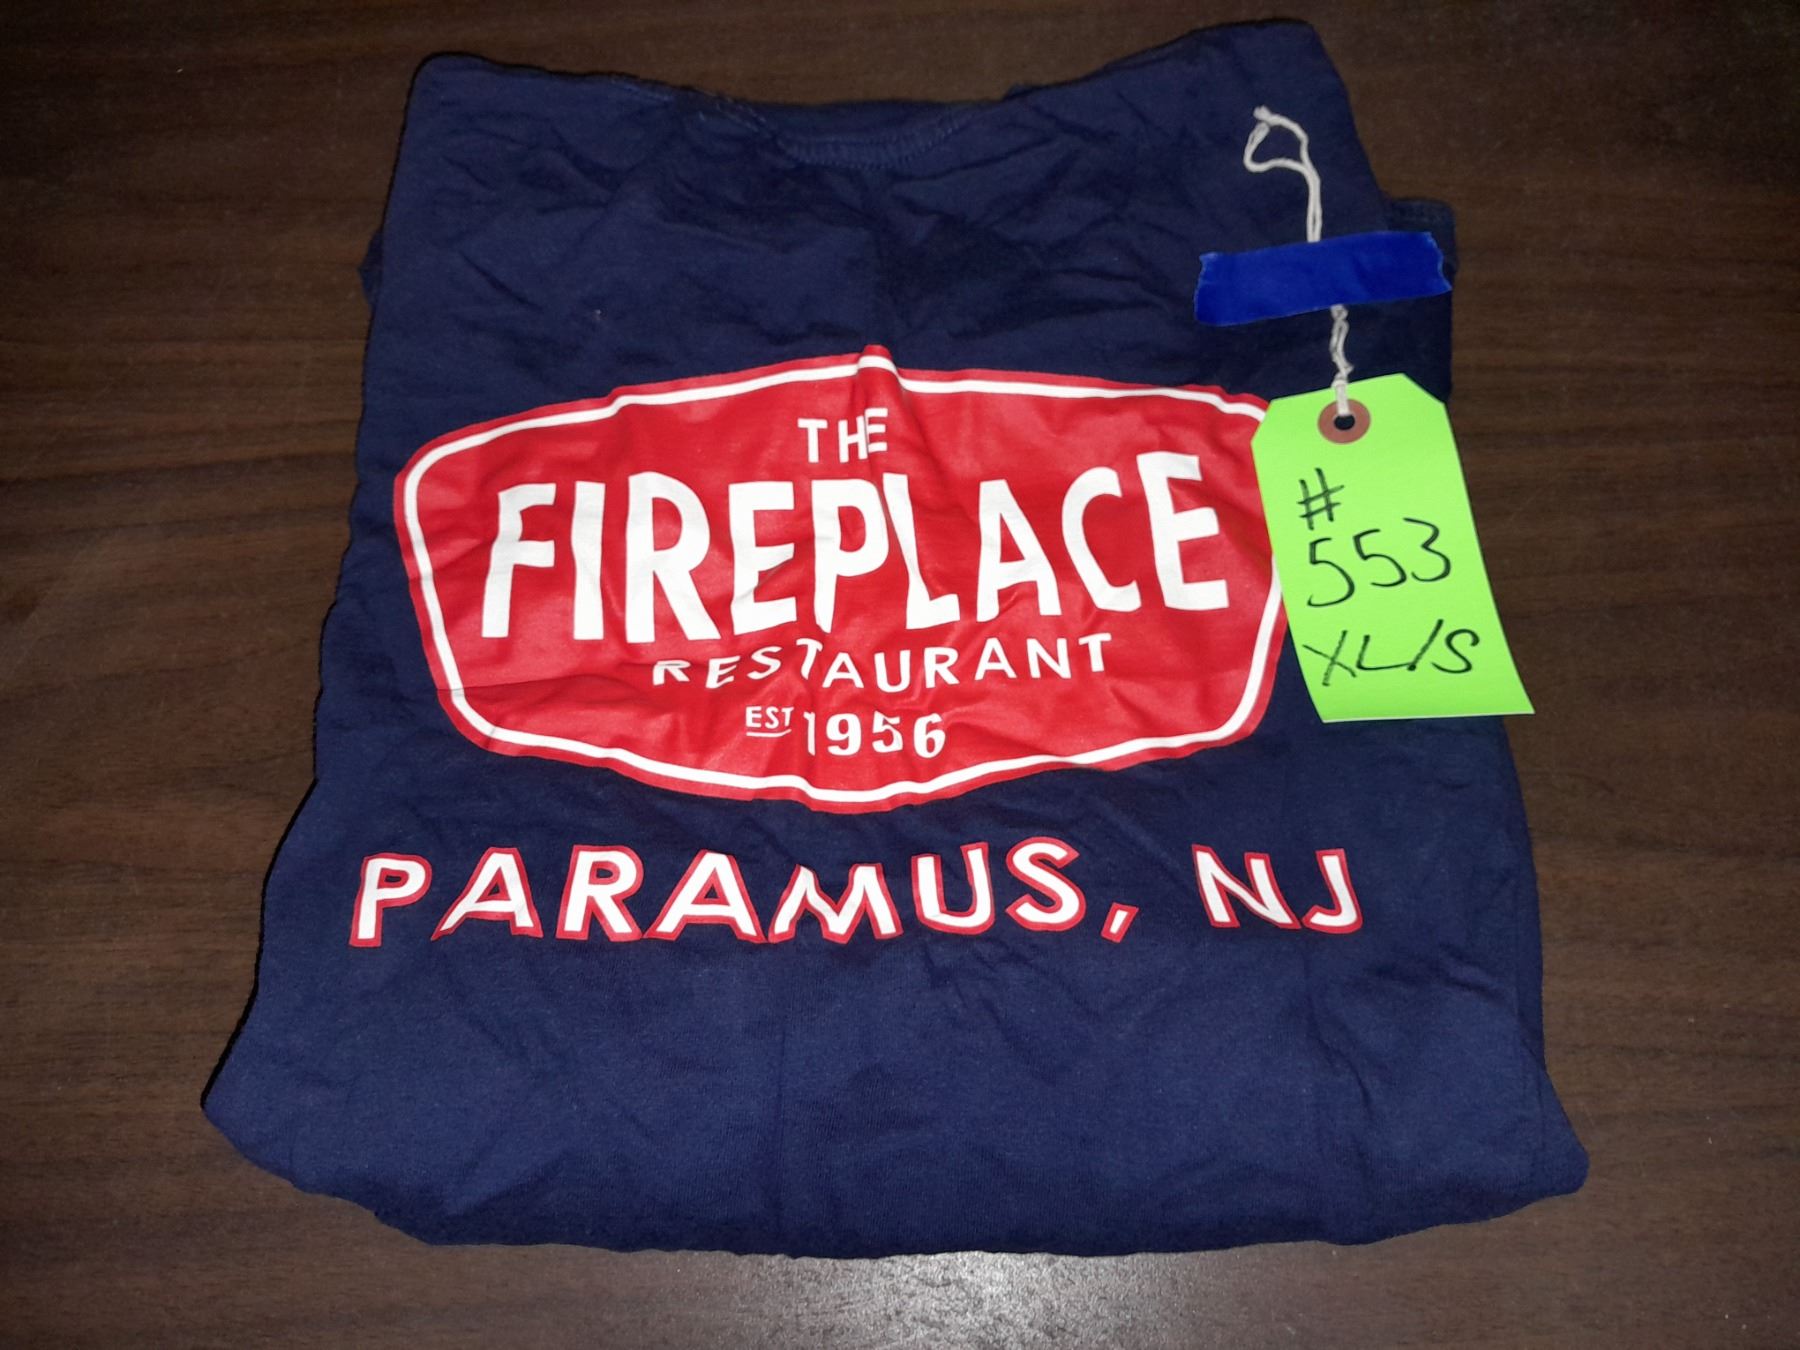 THE
FIREPLACE
RESTAURANT
EST 1956
PARAMUS, NJ
#
553
XL/S